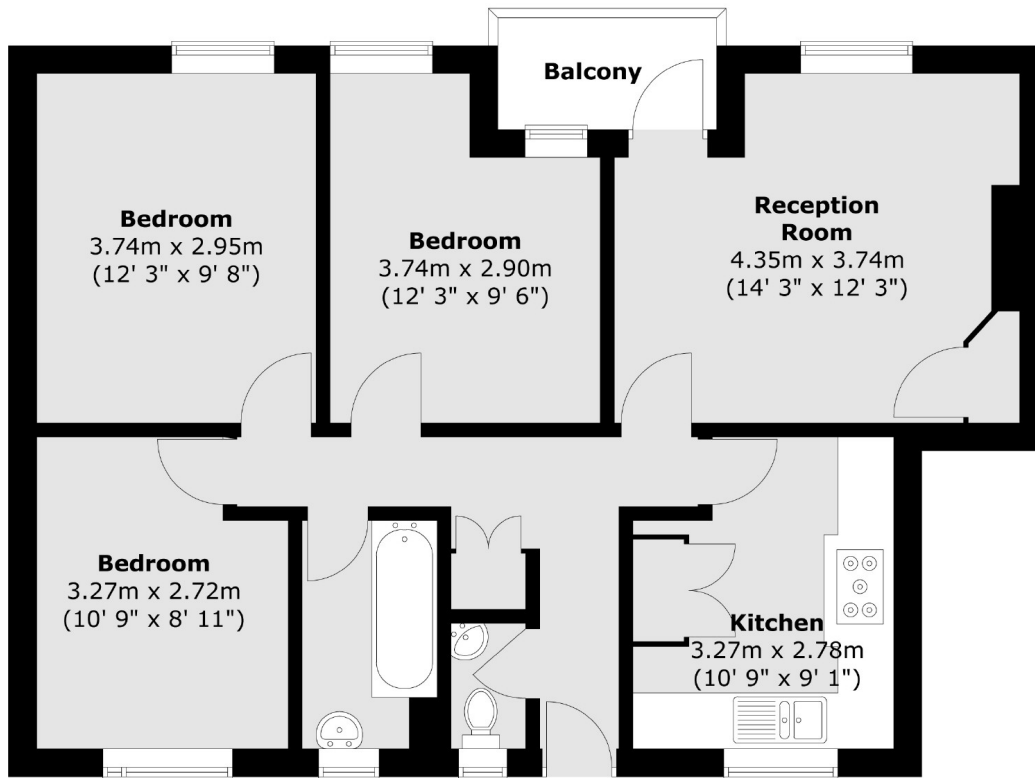 Balcony
Bedroom
3.74m x 2.95m
(12' 3" x 9' 8")
Bedroom
3.74m x 2.90m
(12' 3" x 9' 6")
Reception
Room
4.35m x 3.74m
(14' 3" x 12' 3")
Bedroom
3.27m x 2.72m
(10' 9" x 8' 11")
Kitchen
3.27m x 2.78m
(10' 9" x 9' 1")